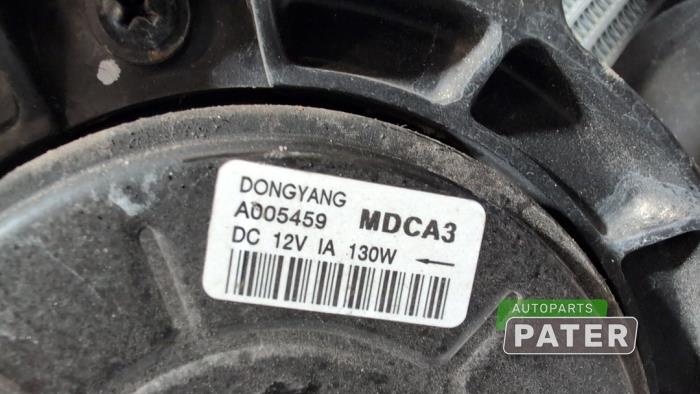 DONGYANG
A005459 MDCA3
DC 12V IA 130W ←
AUTOPARTS
PATER